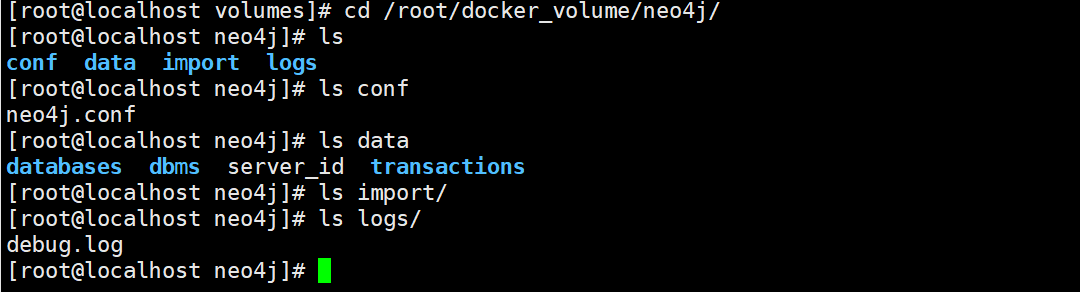 [root@localhost volumes]# cd /root/docker_volume/neo4j/
[root@localhost neo4j]# ls
conf  data  import  logs
[root@localhost neo4j]# ls conf
neo4j.conf
[root@localhost neo4j]# ls data
databases  dbms  server_id  transactions
[root@localhost neo4j]# ls import/
[root@localhost neo4j]# ls logs/
debug.log
[root@localhost neo4j]#